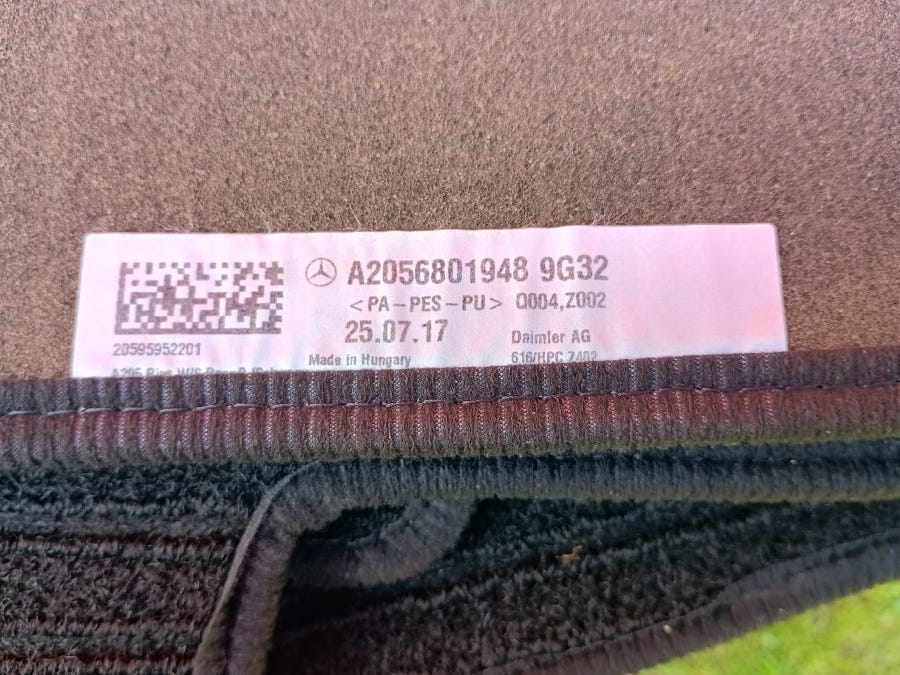 A2056801948 9G32
<PA-PES-PU> Q004,Z002
25.07.17
Daimler AG
20595952201
Made in Hungary
616/HPC 7402
A205